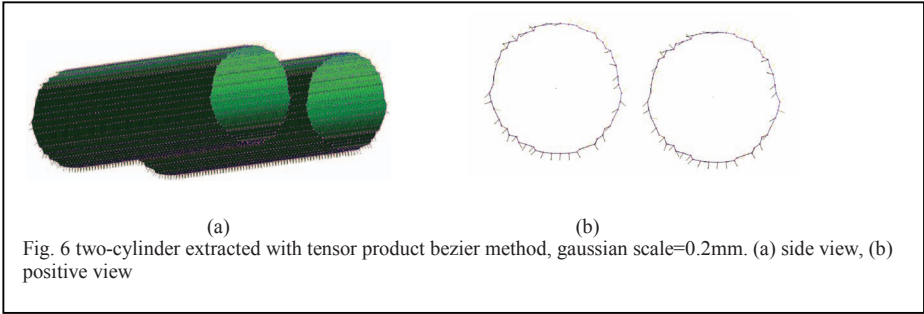 (a) (b)
Fig. 6 two-cylinder extracted with tensor product bezier method, gaussian scale=0.2mm. (a) side view, (b)
positive view